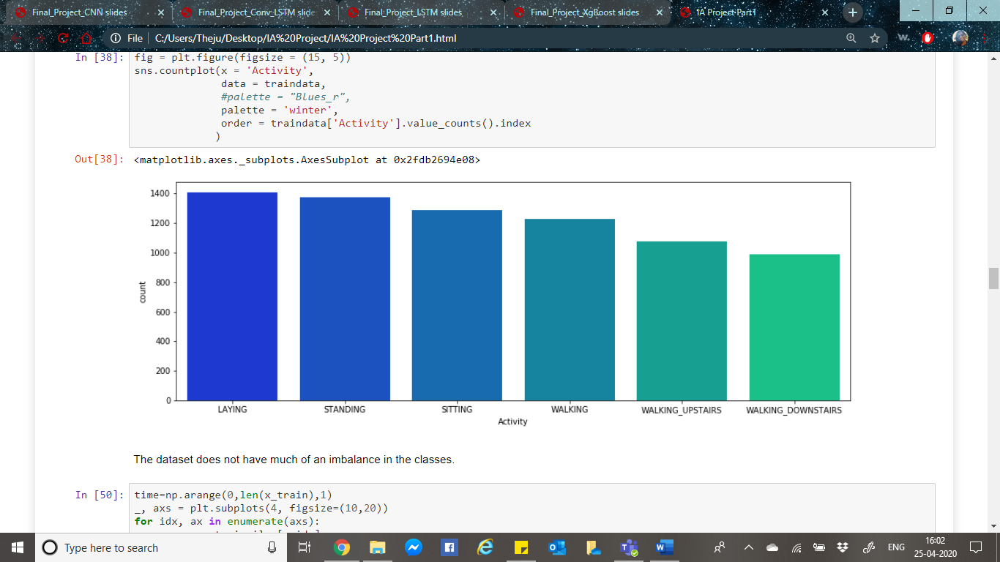 Final_Project_CNN slides
Final_Project_Conv_LSTM slide
Final_Project_LSTM slides
Final_Project_XgBoost slides
IA Project Part1
File
C:/Users/Theju/Desktop/IA%20Project/IA%20Project%20Part1.html
w.
In [38]: fig = plt.figure(figsize = (15, 5))
sns.countplot(x = 'Activity',
data = traindata,
#palette = "Blues_r",
palette = 'winter',
order = traindata['Activity'].value_counts().index
)
Out[38]: <matplotlib.axes._subplots.AxesSubplot at 0x2fdb2694e08>
1400
1200
1000
800
600
400
200
0
count
LAYING STANDING SITTING WALKING WALKING_UPSTAIRS WALKING_DOWNSTAIRS
Activity
The dataset does not have much of an imbalance in the classes.
In [50]: time=np.arange(0,len(x_train),1)
_, axs = plt.subplots(4, figsize=(10,20))
for idx, ax in enumerate(axs):
Type here to search
ENG
16:02
25-04-2020